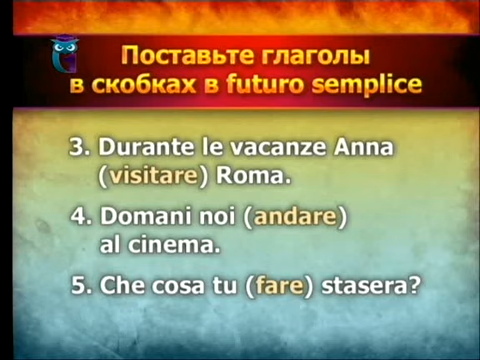 Поставьте глаголы
в скобках в futuro semplice
3. Durante le vacanze Anna
(visitare) Roma.
4. Domani noi (andare)
al cinema.
5. Che cosa tu (fare) stasera?